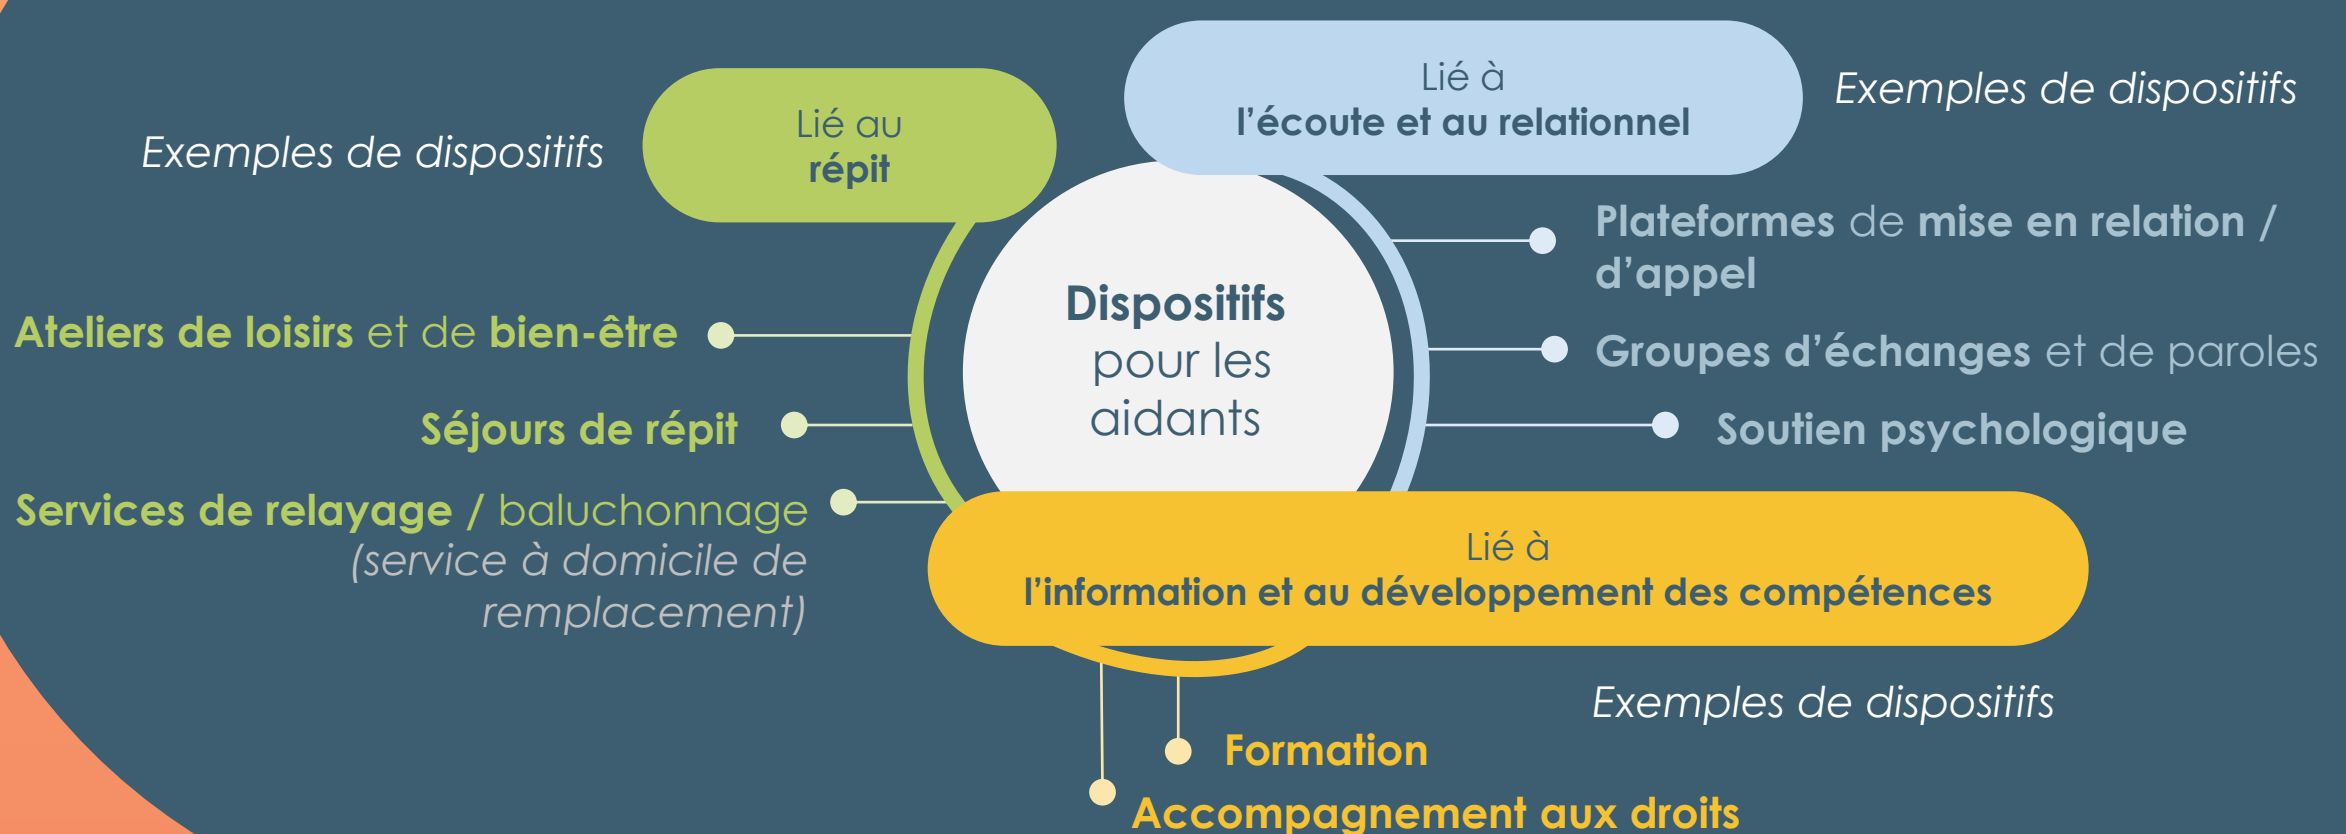 Lié au
répit
Exemples de dispositifs
Ateliers de loisirs et de bien-être
Séjours de répit
Services de relayage / baluchonnage
(service à domicile de
remplacement)
Dispositifs
pour les
aidants
Lié à
l’écoute et au relationnel
Exemples de dispositifs
Plateformes de mise en relation /
d’appel
Groupes d’échanges et de paroles
Soutien psychologique
Lié à
l’information et au développement des compétences
Exemples de dispositifs
Formation
Accompagnement aux droits